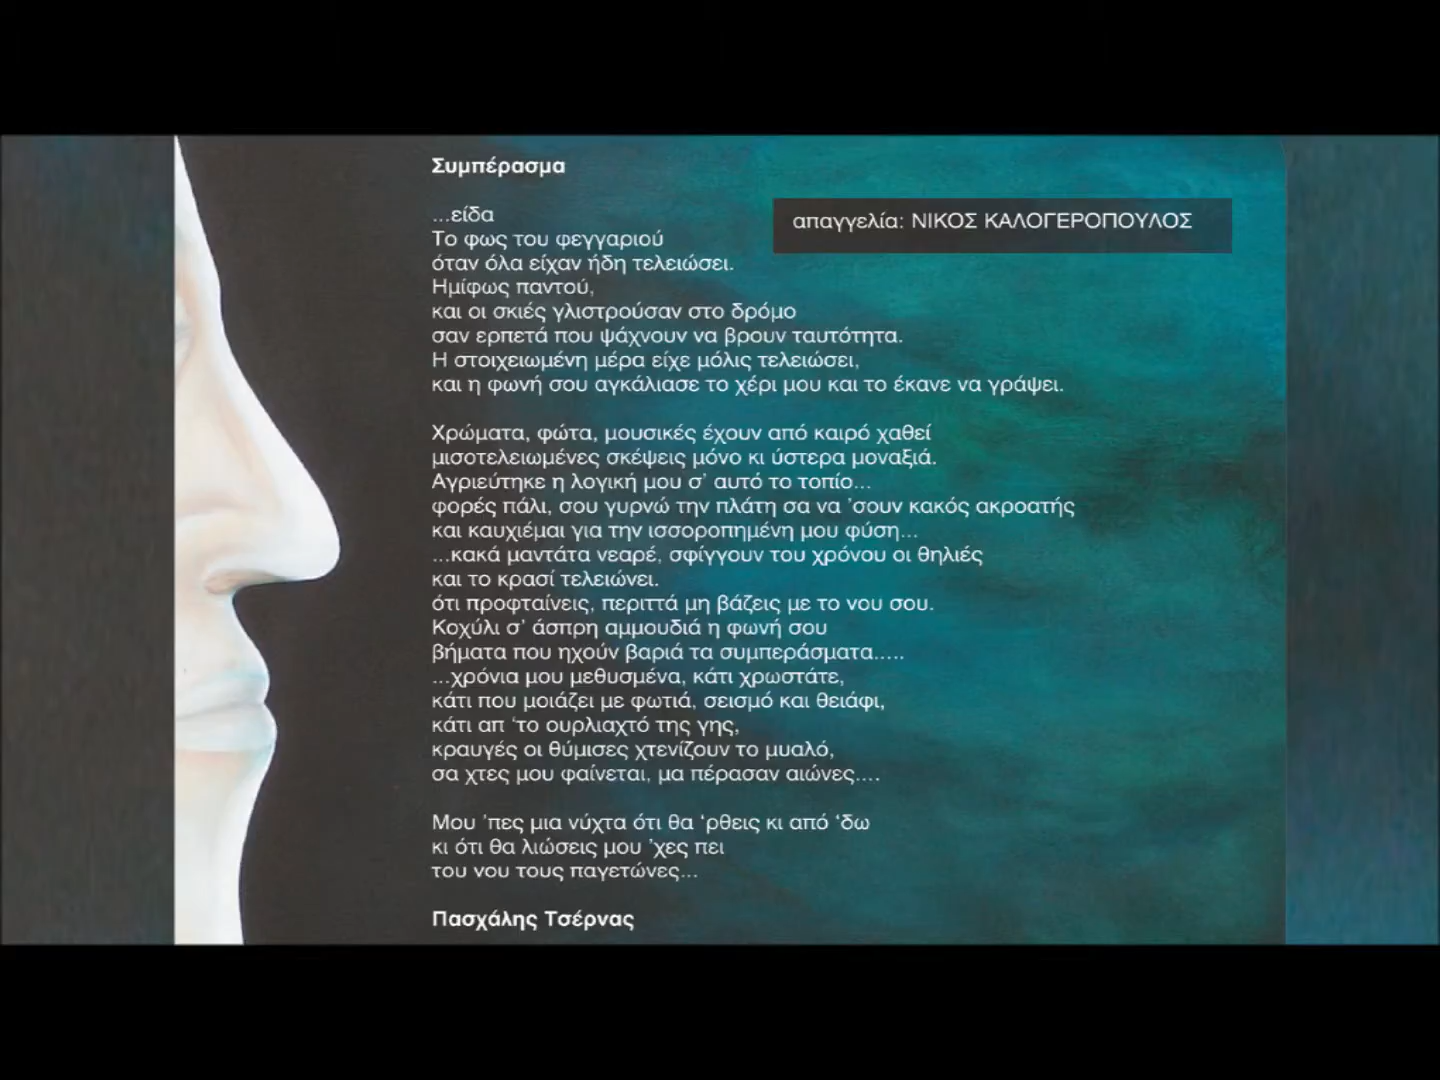 Συμπέρασμα
...είδα
Το φως του φεγγαριού
όταν όλα είχαν ήδη τελειώσει.
Ημίφως παντού,
και οι σκιές γλιστρούσαν στο δρόμο
σαν ερπετά που ψάχνουν να βρουν ταυτότητα.
Η στοιχειωμένη μέρα είχε μόλις τελειώσει,
και η φωνή σου αγκάλιασε το χέρι μου και το έκανε να γράψει.
απαγγελία: ΝΙΚΟΣ ΚΑΛΟΓΕΡΟΠΟΥΛΟΣ
Χρώματα, φώτα, μουσικές έχουν από καιρό χαθεί
μισοτελειωμένες σκέψεις μόνο κι ύστερα μοναξιά.
Αγριεύτηκε η λογική μου σ' αυτό το τοπίο...
φορές πάλι, σου γυρνώ την πλάτη σα να 'σουν κακός ακροατής
και καυχιέμαι για την ισσοροπημένη μου φύση...
...κακά μαντάτα νεαρέ, σφίγγουν του χρόνου οι θηλιές
και το κρασί τελειώνει.
ότι προφταίνεις, περιττά μη βάζεις με το νου σου.
Κοχύλι σ' άσπρη αμμουδιά η φωνή σου
βήματα που ηχούν βαριά τα συμπεράσματα.....
...χρόνια μου μεθυσμένα, κάτι χρωστάτε,
κάτι που μοιάζει με φωτιά, σεισμό και θειάφι,
κάτι απ 'το ουρλιαχτό της γης,
κραυγές οι θύμισες χτενίζουν το μυαλό,
σα χτες μου φαίνεται, μα πέρασαν αιώνες....
Μου 'πες μια νύχτα ότι θα 'ρθεις κι από 'δω
κι ότι θα λιώσεις μου 'χες πει
του νου τους παγετώνες...
Πασχάλης Τσέρνας